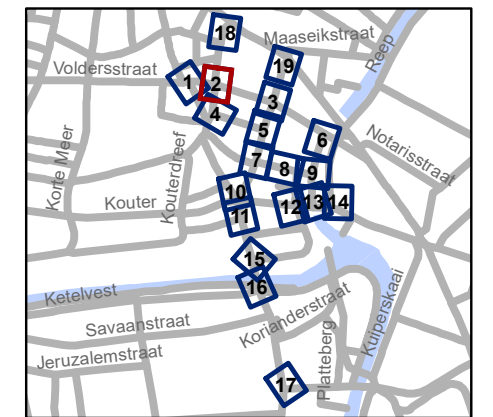 18
Maaseikstraat
Reep
19
Voldersstraat
1
2
3
4
5
6
Notarisstraat
7
8
9
Korte Meer
Kouterdreef
10
Kouter
11
12
13
14
15
Ketelvest
16
Korianderstraat
Kuiperskaai
Savaanstraat
Platteberg
Jeruzalemstraat
17